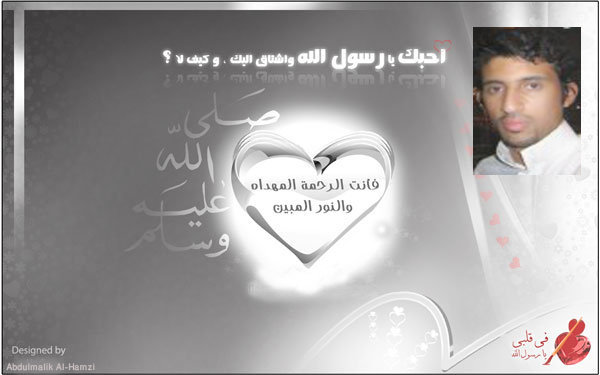 احبك يا رسول الله واشتاق اليك ، و كيف لا ؟
صلى
الله
عليه
وسلم
فانت الرحمة المهداه
والنور المبين
في قلبي
يا رسول الله
Designed by
Abdulmalik Al-Hamzi